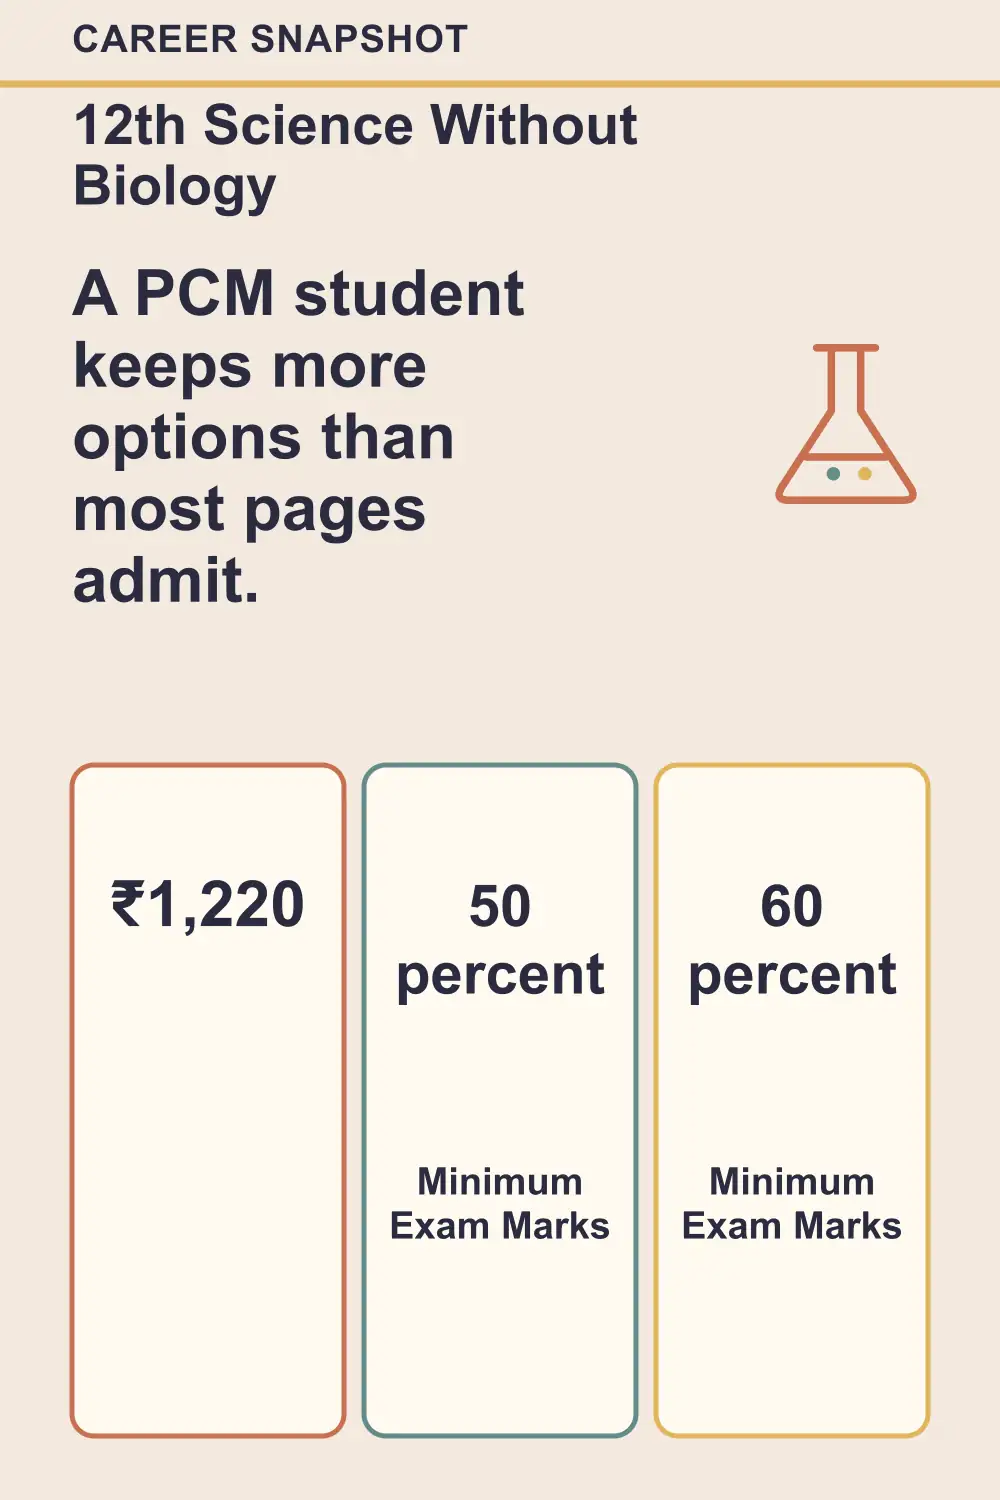 CAREER SNAPSHOT
12th Science Without
Biology
A PCM student
keeps more
options than
most pages
admit.
₹1,220
50
percent
Minimum
Exam Marks
60
percent
Minimum
Exam Marks